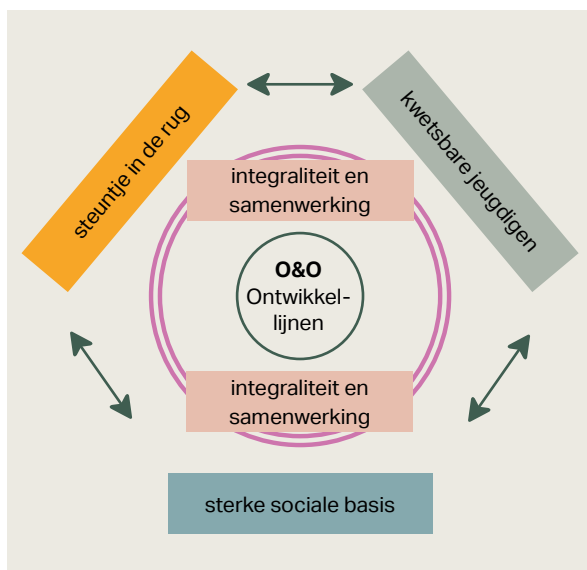 steuntje in de rug
kwetsbare jeugdigen
integraliteit en
samenwerking
O&O
Ontwikkel-
lijnen
integraliteit en
samenwerking
sterke sociale basis